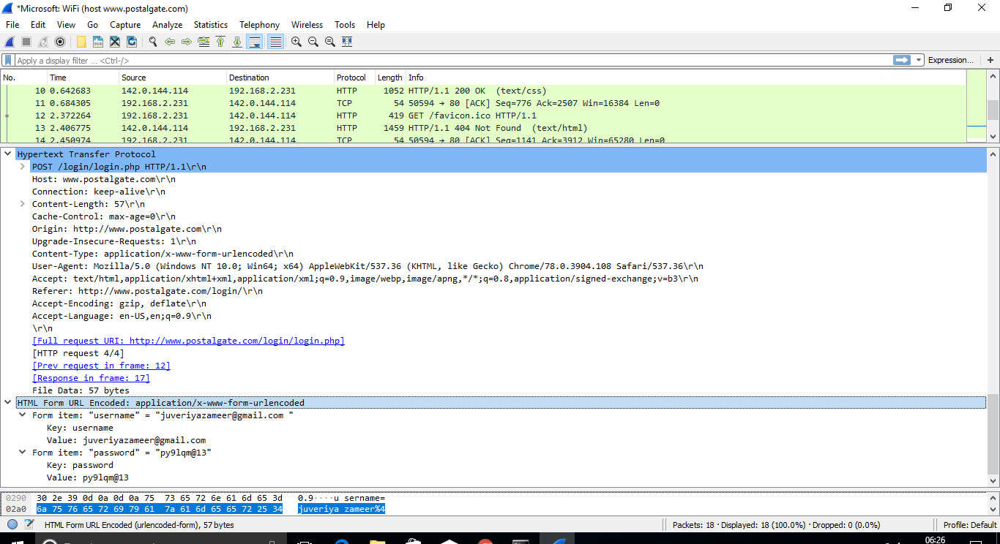 *Microsoft: WiFi (host www.postalgate.com)
File Edit View Go Capture Analyze Statistics Telephony Wireless Tools Help
Apply a display filter ... <Ctrl-/> Expression... +
No. Time Source Destination Protocol Length Info
10 0.642683 142.0.144.114 192.168.2.231 HTTP 1052 HTTP/1.1 200 OK (text/css)
11 0.684305 192.168.2.231 142.0.144.114 TCP 54 50594 → 80 [ACK] Seq=776 Ack=2507 Win=16384 Len=0
12 2.372264 192.168.2.231 142.0.144.114 HTTP 419 GET /favicon.ico HTTP/1.1
13 2.406775 142.0.144.114 192.168.2.231 HTTP 1459 HTTP/1.1 404 Not Found (text/html)
14 2.450974 192.168.2.231 142.0.144.114 TCP 54 50594 → 80 [ACK] Seq=1141 Ack=3912 Win=65280 Len=0
Hypertext Transfer Protocol
POST /login/login.php HTTP/1.1\r\n
Host: www.postalgate.com\r\n
Connection: keep-alive\r\n
Content-Length: 57\r\n
Cache-Control: max-age=0\r\n
Origin: http://www.postalgate.com\r\n
Upgrade-Insecure-Requests: 1\r\n
Content-Type: application/x-www-form-urlencoded\r\n
User-Agent: Mozilla/5.0 (Windows NT 10.0; Win64; x64) AppleWebKit/537.36 (KHTML, like Gecko) Chrome/78.0.3904.108 Safari/537.36\r\n
Accept: text/html,application/xhtml+xml,application/xml;q=0.9,image/webp,image/apng,*/*;q=0.8,application/signed-exchange;v=b3\r\n
Referer: http://www.postalgate.com/login/\r\n
Accept-Encoding: gzip, deflate\r\n
Accept-Language: en-US,en;q=0.9\r\n
\r\n
[Full request URI: http://www.postalgate.com/login/login.php]
[HTTP request 4/4]
[Prev request in frame: 12]
[Response in frame: 17]
File Data: 57 bytes
HTML Form URL Encoded: application/x-www-form-urlencoded
Form item: "username" = "juveriyazameer@gmail.com "
Key: username
Value: juveriyazameer@gmail.com
Form item: "password" = "py9lqm@13"
Key: password
Value: py9lqm@13
0290 30 2e 39 0d 0a 0d 0a 75 73 65 72 6e 61 6d 65 3d 0.9····u sername=
02a0 6a 75 76 65 72 69 79 61 7a 61 6d 65 65 72 25 34 juveriya zameer%4
HTML Form URL Encoded (urlencoded-form), 57 bytes Packets: 18 · Displayed: 18 (100.0%) · Dropped: 0 (0.0%) Profile: Default
06:26